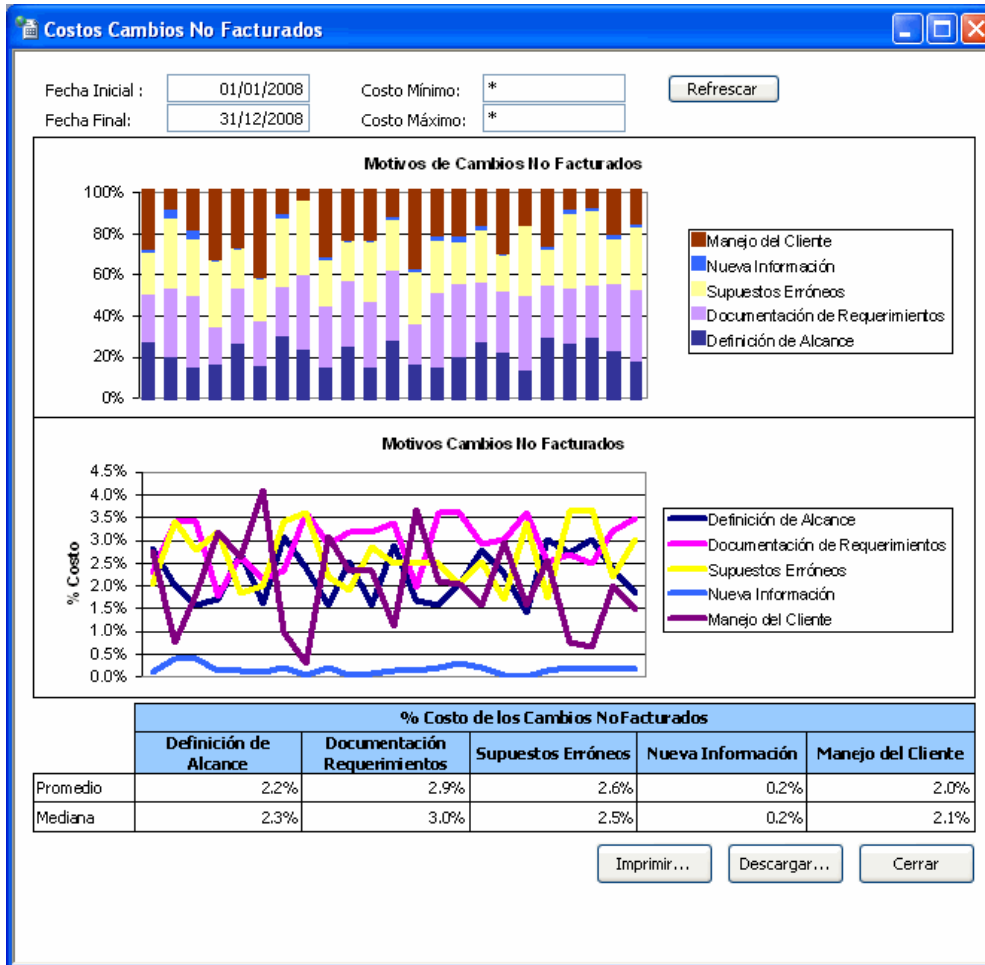 Costos Cambios No Facturados
Fecha Inicial : 01/01/2008 Costo Mínimo: * Refrescar
Fecha Final: 31/12/2008 Costo Máximo: *
Motivos de Cambios No Facturados
100%
80%
60%
40%
20%
0%
Manejo del Cliente
Nueva Información
Supuestos Erróneos
Documentación de Requerimientos
Definición de Alcance
Motivos Cambios No Facturados
% Costo
4.5%
4.0%
3.5%
3.0%
2.5%
2.0%
1.5%
1.0%
0.5%
0.0%
Definición de Alcance
Documentación de Requerimientos
Supuestos Erróneos
Nueva Información
Manejo del Cliente
% Costo de los Cambios No Facturados
Definición de Alcance Documentación Requerimientos Supuestos Erróneos Nueva Información Manejo del Cliente
Promedio 2.2% 2.9% 2.6% 0.2% 2.0%
Mediana 2.3% 3.0% 2.5% 0.2% 2.1%
Imprimir... Descargar... Cerrar